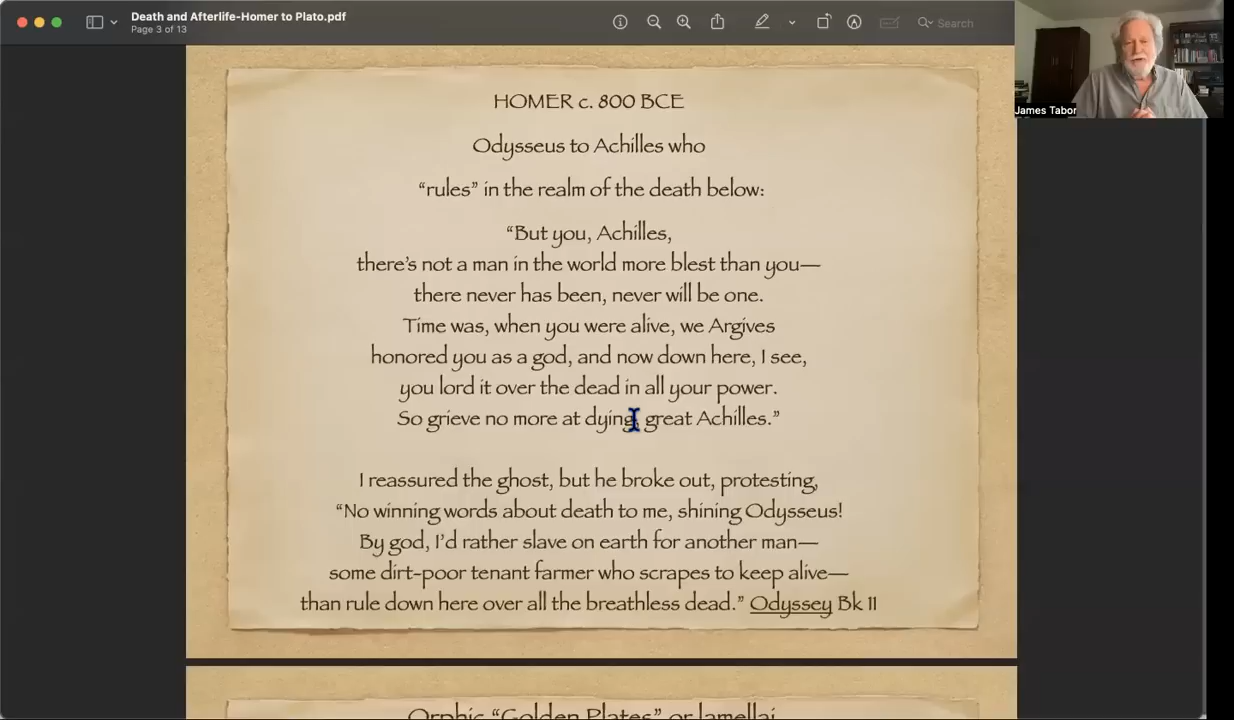 Death and Afterlife-Homer to Plato.pdf
Page 3 of 13
Search
James Tabor
HOMER c. 800 BCE
Odysseus to Achilles who
“rules” in the realm of the death below:
“But you, Achilles,
there’s not a man in the world more blest than you—
there never has been, never will be one.
Time was, when you were alive, we Argives
honored you as a god, and now down here, I see,
you lord it over the dead in all your power.
So grieve no more at dying, great Achilles.”
I reassured the ghost, but he broke out, protesting,
“No winning words about death to me, shining Odysseus!
By god, I’d rather slave on earth for another man—
some dirt-poor tenant farmer who scrapes to keep alive—
than rule down here over all the breathless dead.” Odyssey Bk 11
Orphic “Golden Plates” or lamellai